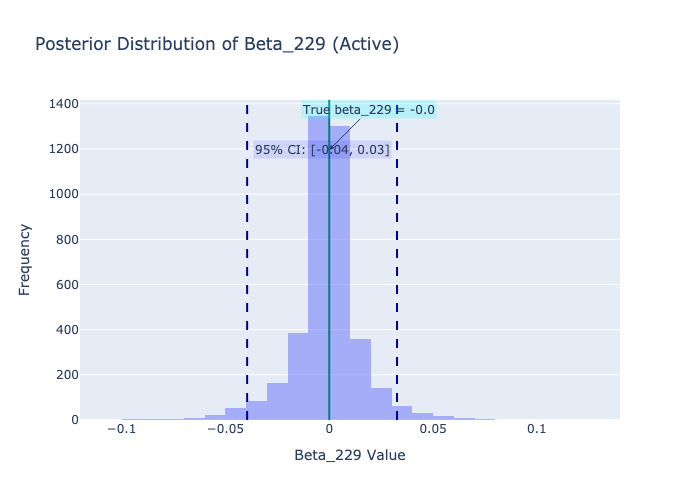 Posterior Distribution of Beta_229 (Active)
1400
1200
1000
800
600
400
200
0
True beta_229 = -0.0
95% CI: [-0.04, 0.03]
−0.1
−0.05
0
0.05
0.1
Frequency
Beta_229 Value